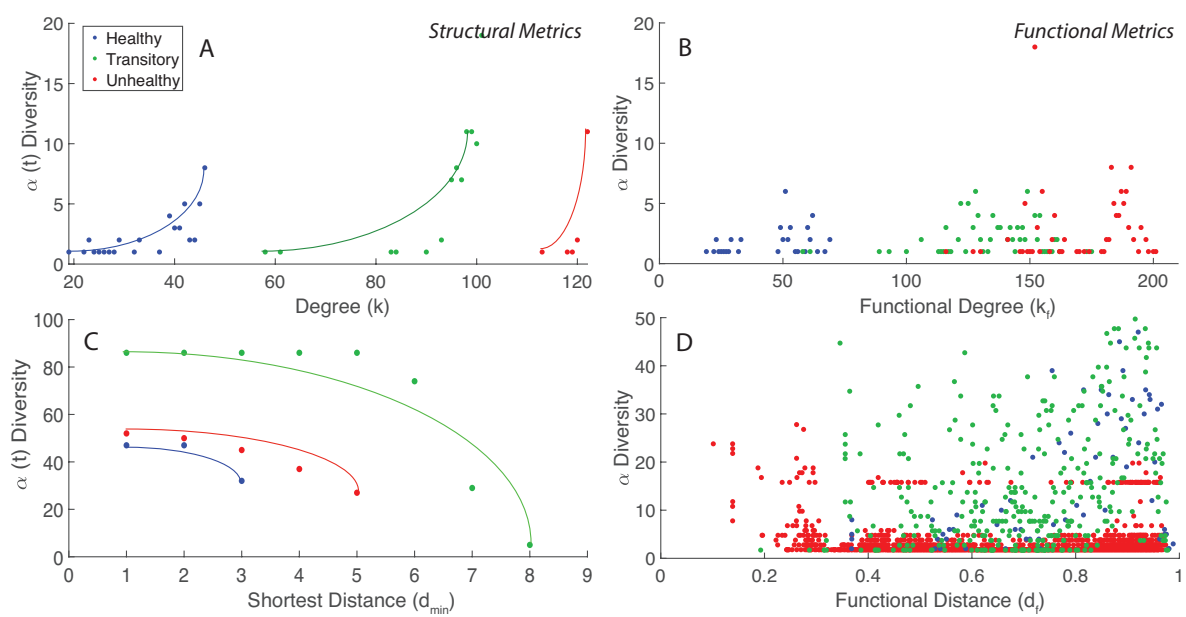 Structural Metrics
A
Healthy
Transitory
Unhealthy
20
15
10
5
0
α (t) Diversity
20 40 60 80 100 120
Degree (k)
Functional Metrics
B
20
15
10
5
0
α Diversity
0 50 100 150 200
Functional Degree (k_f)
C
100
80
60
40
20
0
α (t) Diversity
0 1 2 3 4 5 6 7 8 9
Shortest Distance (d_min)
D
50
40
30
20
10
0
α Diversity
0 0.2 0.4 0.6 0.8 1
Functional Distance (d_f)